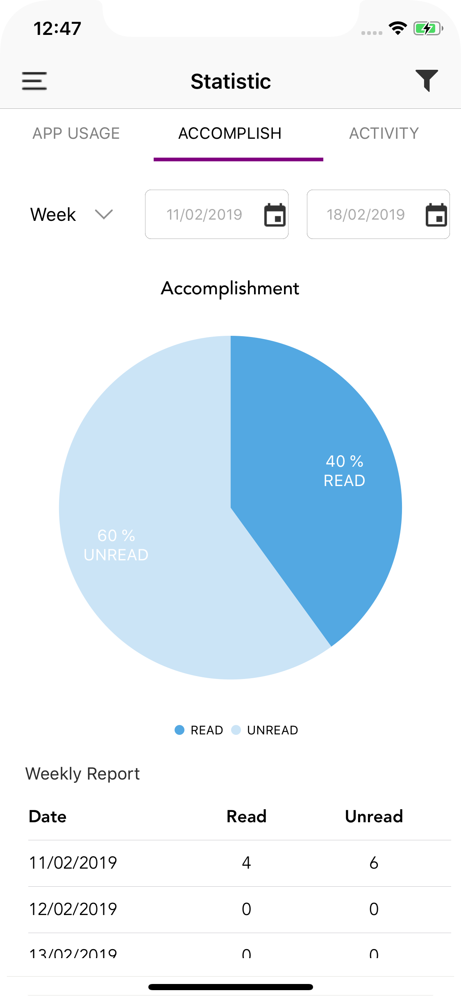 12:47
Statistic
APP USAGE ACCOMPLISH ACTIVITY
Week 11/02/2019 18/02/2019
Accomplishment
40 %
READ
60 %
UNREAD
READ UNREAD
Weekly Report
Date Read Unread
11/02/2019 4 6
12/02/2019 0 0
13/02/2019 0 0